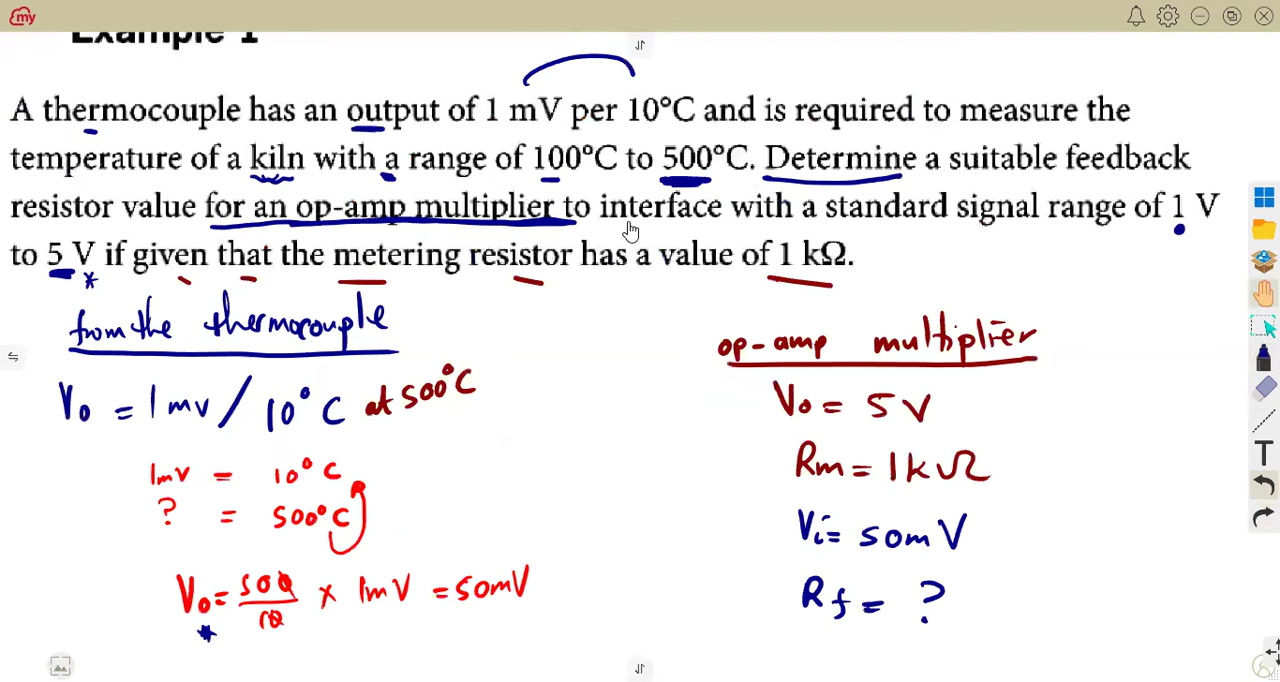 my
Example 1
A thermocouple has an output of 1 mV per 10°C and is required to measure the
temperature of a kiln with a range of 100°C to 500°C. Determine a suitable feedback
resistor value for an op-amp multiplier to interface with a standard signal range of 1 V
to 5 V if given that the metering resistor has a value of 1 kΩ.
from the thermocouple
Vo = 1mv / 10°C at 500°C
1mV = 10°C
? = 500°C
Vo = 500/10 × 1mV = 50mV
op-amp multiplier
Vo = 5V
Rm = 1kΩ
Vi = 50mV
Rf = ?
T